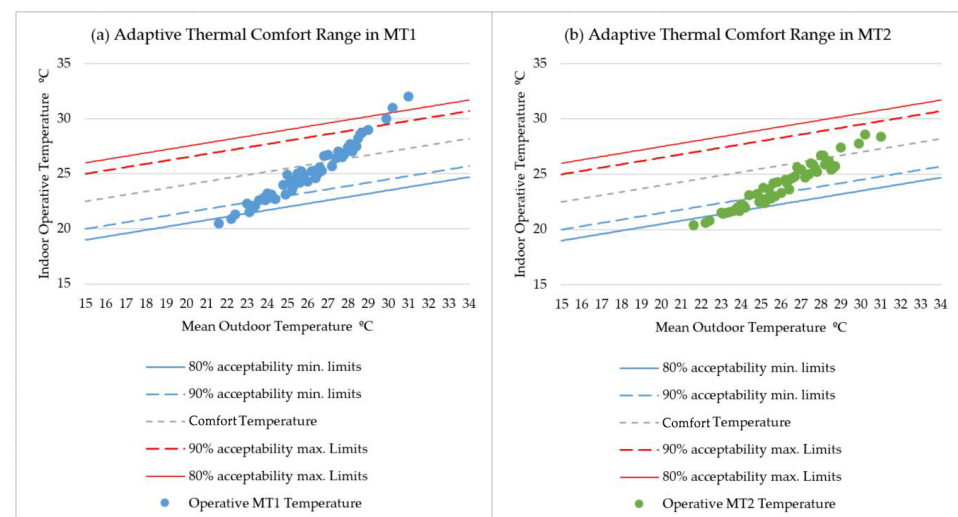 (a) Adaptive Thermal Comfort Range in MT1
Indoor Operative Temperature ºC
35
30
25
20
15
15 16 17 18 19 20 21 22 23 24 25 26 27 28 29 30 31 32 33 34
Mean Outdoor Temperature ºC
80% acceptability min. limits
90% acceptability min. limits
Comfort Temperature
90% acceptability max. Limits
80% acceptability max. Limits
Operative MT1 Temperature
(b) Adaptive Thermal Comfort Range in MT2
Indoor Operative Temperature ºC
35
30
25
20
15
15 16 17 18 19 20 21 22 23 24 25 26 27 28 29 30 31 32 33 34
Mean Outdoor Temperature ºC
80% acceptability min. limits
90% acceptability min. limits
Comfort Temperature
90% acceptability max. Limits
80% acceptability max. Limits
Operative MT2 Temperature